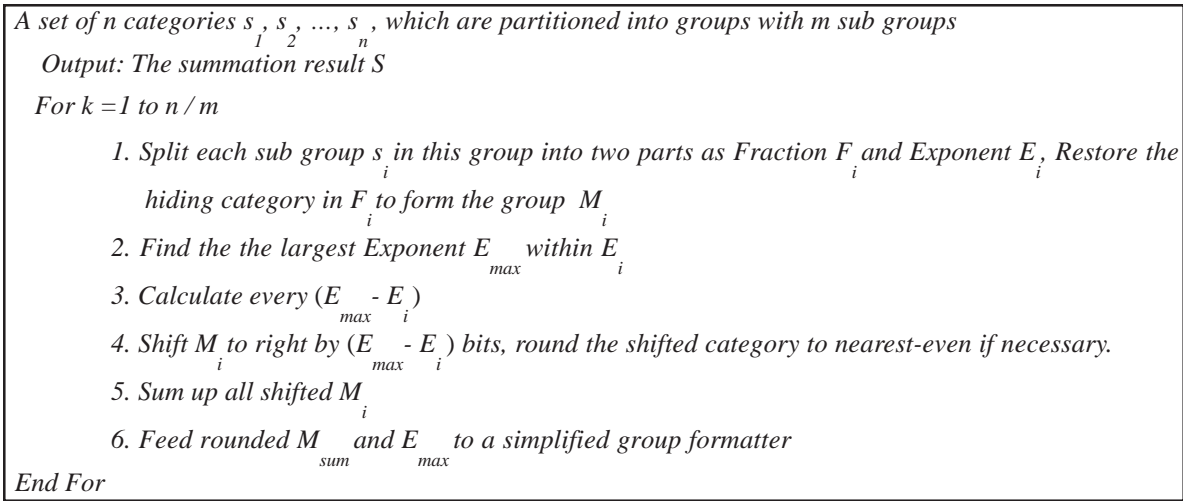 A set of n categories s₁, s₂, ..., sₙ, which are partitioned into groups with m sub groups
Output: The summation result S
For k =1 to n / m
1. Split each sub group sᵢ in this group into two parts as Fraction Fᵢ and Exponent Eᵢ, Restore the
hiding category in Fᵢ to form the group Mᵢ
2. Find the the largest Exponent E_max within Eᵢ
3. Calculate every (E_max - Eᵢ)
4. Shift Mᵢ to right by (E_max - Eᵢ) bits, round the shifted category to nearest-even if necessary.
5. Sum up all shifted Mᵢ
6. Feed rounded M_sum and E_max to a simplified group formatter
End For